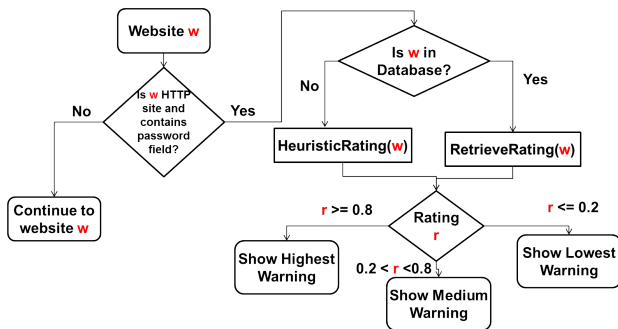 Website w
Is w HTTP
site and
contains
password
field?
No
Yes
Continue to
website w
Is w in
Database?
No
Yes
HeuristicRating(w)
RetrieveRating(w)
Rating
r
r >= 0.8
r <= 0.2
0.2 < r <0.8
Show Highest
Warning
Show Medium
Warning
Show Lowest
Warning